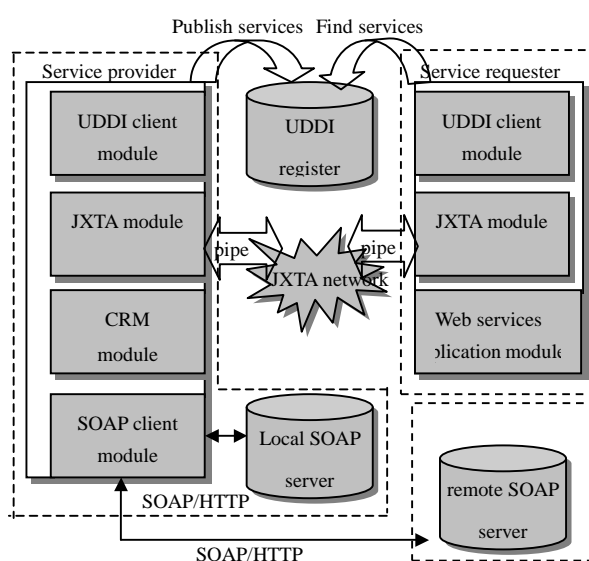 Publish services
Find services
Service provider
Service requester
UDDI client
module
UDDI
register
UDDI client
module
JXTA module
pipe
JXTA network
pipe
JXTA module
CRM
module
Web services
plication module
SOAP client
module
Local SOAP
server
SOAP/HTTP
remote SOAP
server
SOAP/HTTP